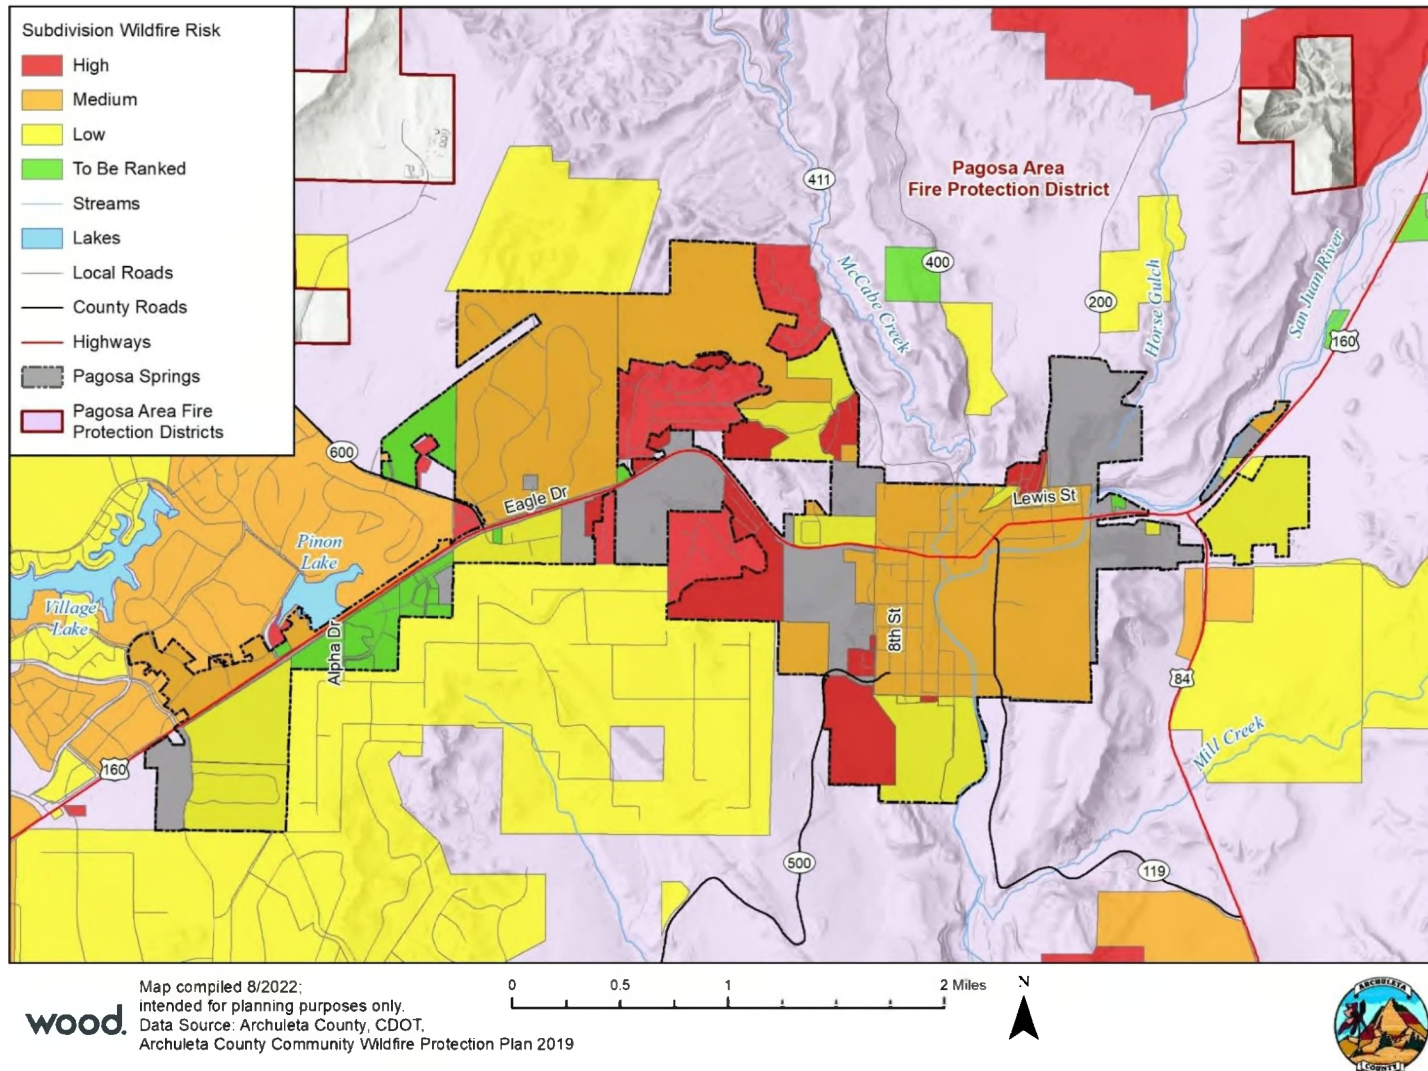 Subdivision Wildfire Risk
High
Medium
Low
To Be Ranked
Streams
Lakes
Local Roads
County Roads
Highways
Pagosa Springs
Pagosa Area Fire
Protection Districts
Pagosa Area
Fire Protection District
411
400
McCabe Creek
200
Horse Gulch
San Juan River
160
600
Eagle Dr
Lewis St
Pinon
Lake
Village
Lake
Alpha Dr
8th St
84
160
Mill Creek
500
119
wood.
Map compiled 8/2022;
intended for planning purposes only.
Data Source: Archuleta County, CDOT,
Archuleta County Community Wildfire Protection Plan 2019
0 0.5 1 2 Miles
N
ARCHULETA
COUNTY